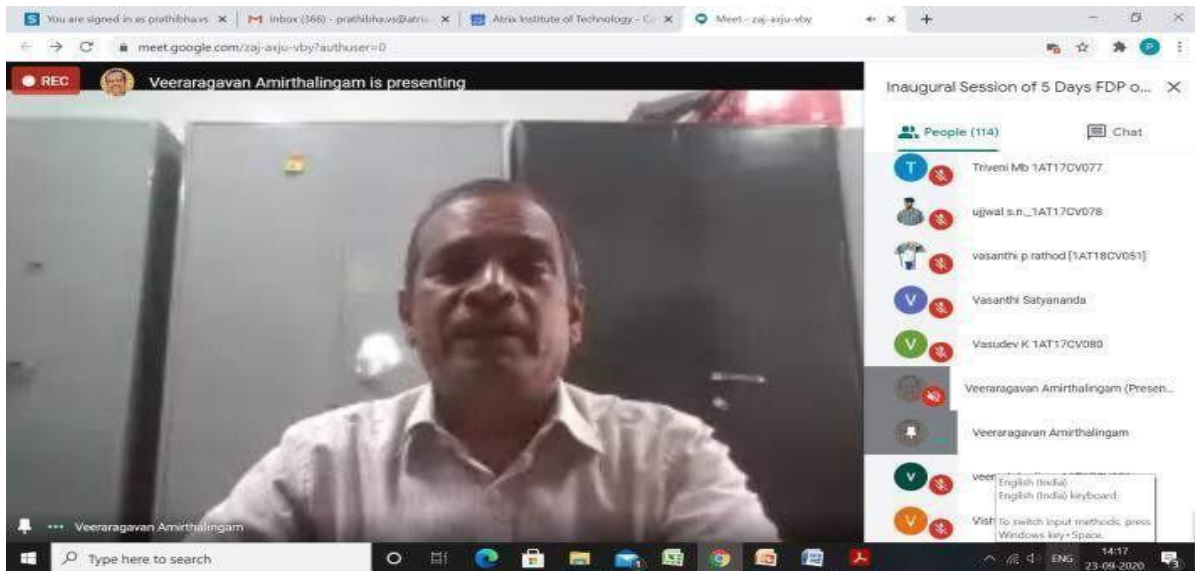 You are signed in as prathibha.vs
Inbox (366) - prathibha.vs@atria
Atria Institute of Technology - C
Meet - zaj-axju-vby
meet.google.com/zaj-axju-vby?authuser=0
REC
Veeraragavan Amirthalingam is presenting
Inaugural Session of 5 Days FDP o...
People (114)
Chat
Triveni Mb 1AT17CV077
ujjwal s.n._1AT17CV078
vasanthi p rathod [1AT18CV051]
Vasanthi Satyananda
Vasudev K 1AT17CV080
Veeraragavan Amirthalingam (Presen...
Veeraragavan Amirthalingam
English (India)
English (India) keyboard
To switch input methods, press
Windows key+Space.
Veeraragavan Amirthalingam
Type here to search
ENG
14:17
23-09-2020